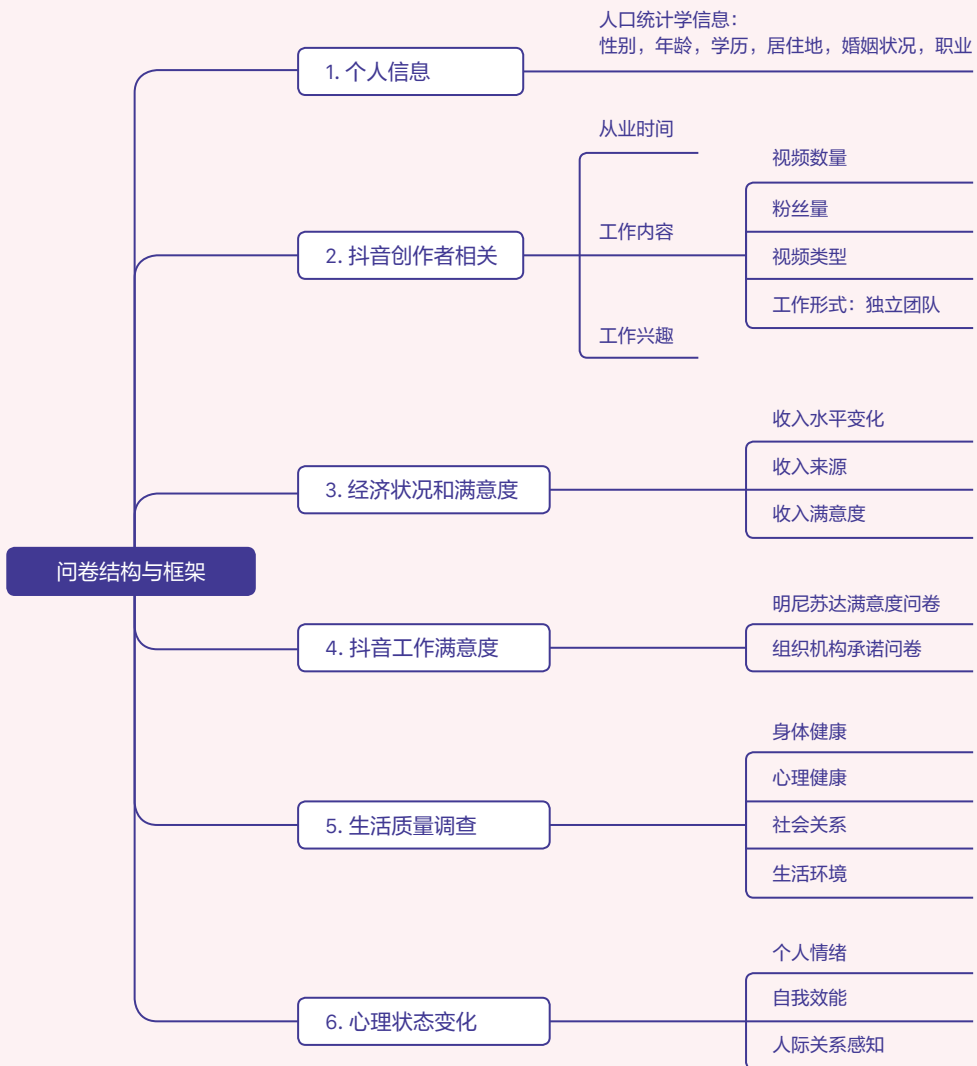 问卷结构与框架
1. 个人信息
人口统计学信息：
性别，年龄，学历，居住地，婚姻状况，职业
2. 抖音创作者相关
从业时间
工作内容
视频数量
粉丝量
视频类型
工作形式：独立团队
工作兴趣
3. 经济状况和满意度
收入水平变化
收入来源
收入满意度
4. 抖音工作满意度
明尼苏达满意度问卷
组织机构承诺问卷
5. 生活质量调查
身体健康
心理健康
社会关系
生活环境
6. 心理状态变化
个人情绪
自我效能
人际关系感知